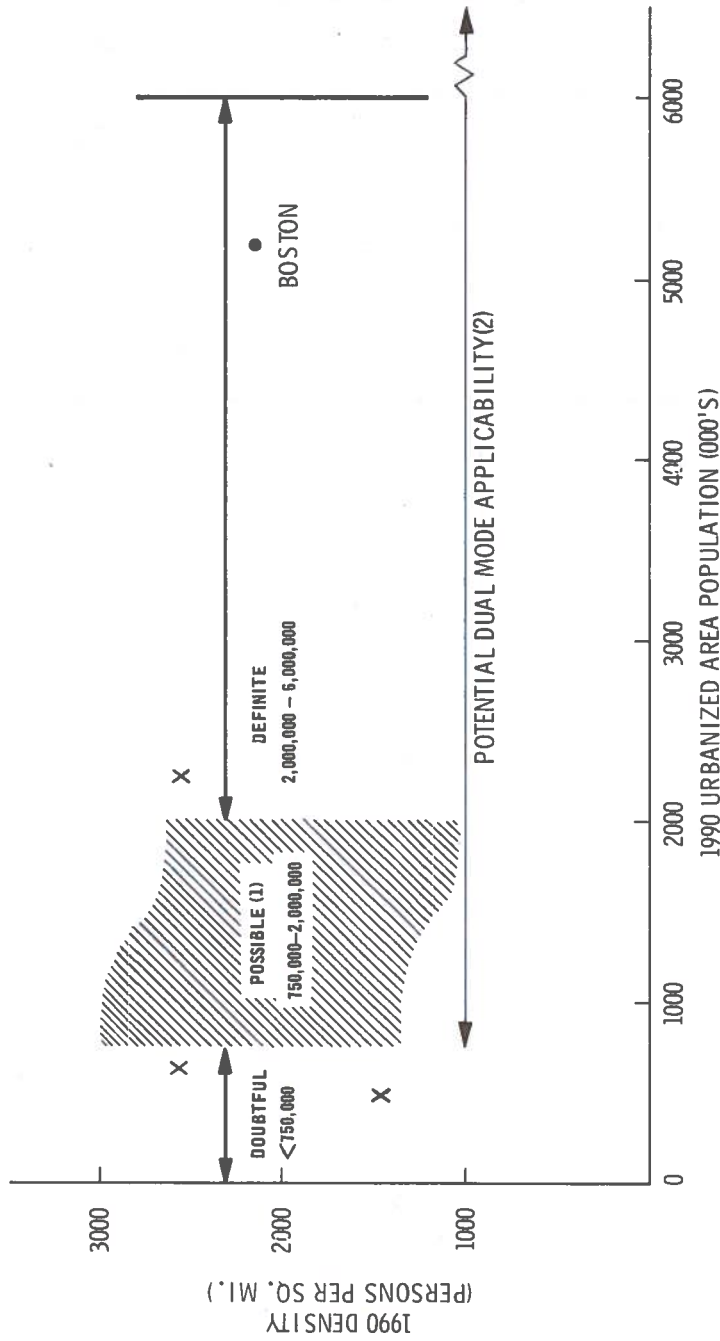 3000
2000
1000
1990 DENSITY
(PERSONS PER SQ. MI.)
DOUBTFUL
<750,000
POSSIBLE (1)
750,000–2,000,000
DEFINITE
2,000,000 – 6,000,000
BOSTON
POTENTIAL DUAL MODE APPLICABILITY(2)
0
1000
2000
3000
4000
5000
6000
1990 URBANIZED AREA POPULATION (000'S)
X
X
X